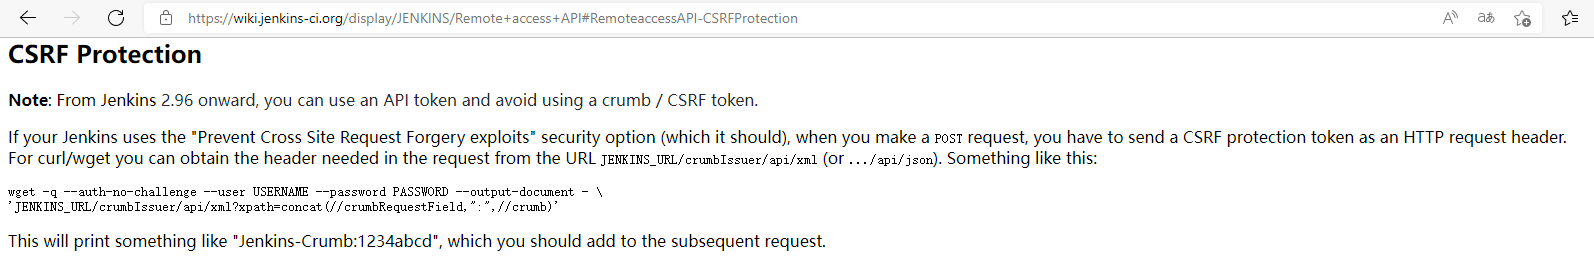 https://wiki.jenkins-ci.org/display/JENKINS/Remote+access+API#RemoteaccessAPI-CSRFProtection
CSRF Protection
Note: From Jenkins 2.96 onward, you can use an API token and avoid using a crumb / CSRF token.
If your Jenkins uses the "Prevent Cross Site Request Forgery exploits" security option (which it should), when you make a POST request, you have to send a CSRF protection token as an HTTP request header.
For curl/wget you can obtain the header needed in the request from the URL JENKINS_URL/crumbIssuer/api/xml (or .../api/json). Something like this:
wget -q --auth-no-challenge --user USERNAME --password PASSWORD --output-document - \
'JENKINS_URL/crumbIssuer/api/xml?xpath=concat(//crumbRequestField,":",//crumb)'
This will print something like "Jenkins-Crumb:1234abcd", which you should add to the subsequent request.